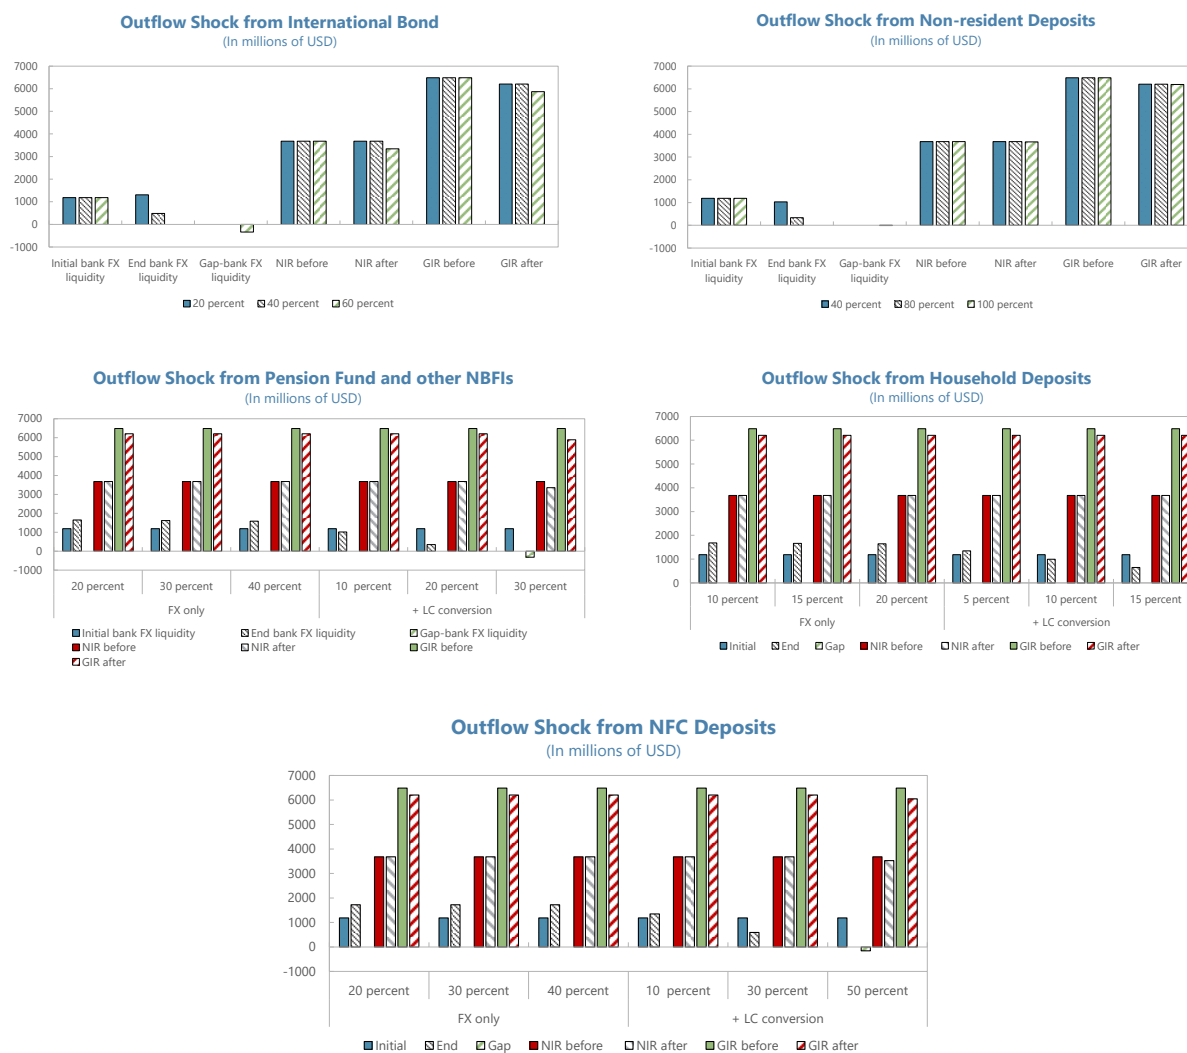 Outflow Shock from International Bond
(In millions of USD)
7000
6000
5000
4000
3000
2000
1000
0
-1000
Initial bank FX liquidity
End bank FX liquidity
Gap-bank FX liquidity
NIR before
NIR after
GIR before
GIR after
20 percent
40 percent
60 percent
Outflow Shock from Non-resident Deposits
(In millions of USD)
7000
6000
5000
4000
3000
2000
1000
0
-1000
Initial bank FX liquidity
End bank FX liquidity
Gap-bank FX liquidity
NIR before
NIR after
GIR before
GIR after
40 percent
80 percent
100 percent
Outflow Shock from Pension Fund and other NBFIs
(In millions of USD)
7000
6000
5000
4000
3000
2000
1000
0
-1000
20 percent
30 percent
40 percent
10 percent
20 percent
30 percent
FX only
+ LC conversion
Initial bank FX liquidity
End bank FX liquidity
Gap-bank FX liquidity
NIR before
NIR after
GIR before
GIR after
Outflow Shock from Household Deposits
(In millions of USD)
7000
6000
5000
4000
3000
2000
1000
0
10 percent
15 percent
20 percent
5 percent
10 percent
15 percent
FX only
+ LC conversion
Initial
End
Gap
NIR before
NIR after
GIR before
GIR after
Outflow Shock from NFC Deposits
(In millions of USD)
7000
6000
5000
4000
3000
2000
1000
0
-1000
20 percent
30 percent
40 percent
10 percent
30 percent
50 percent
FX only
+ LC conversion
Initial
End
Gap
NIR before
NIR after
GIR before
GIR after